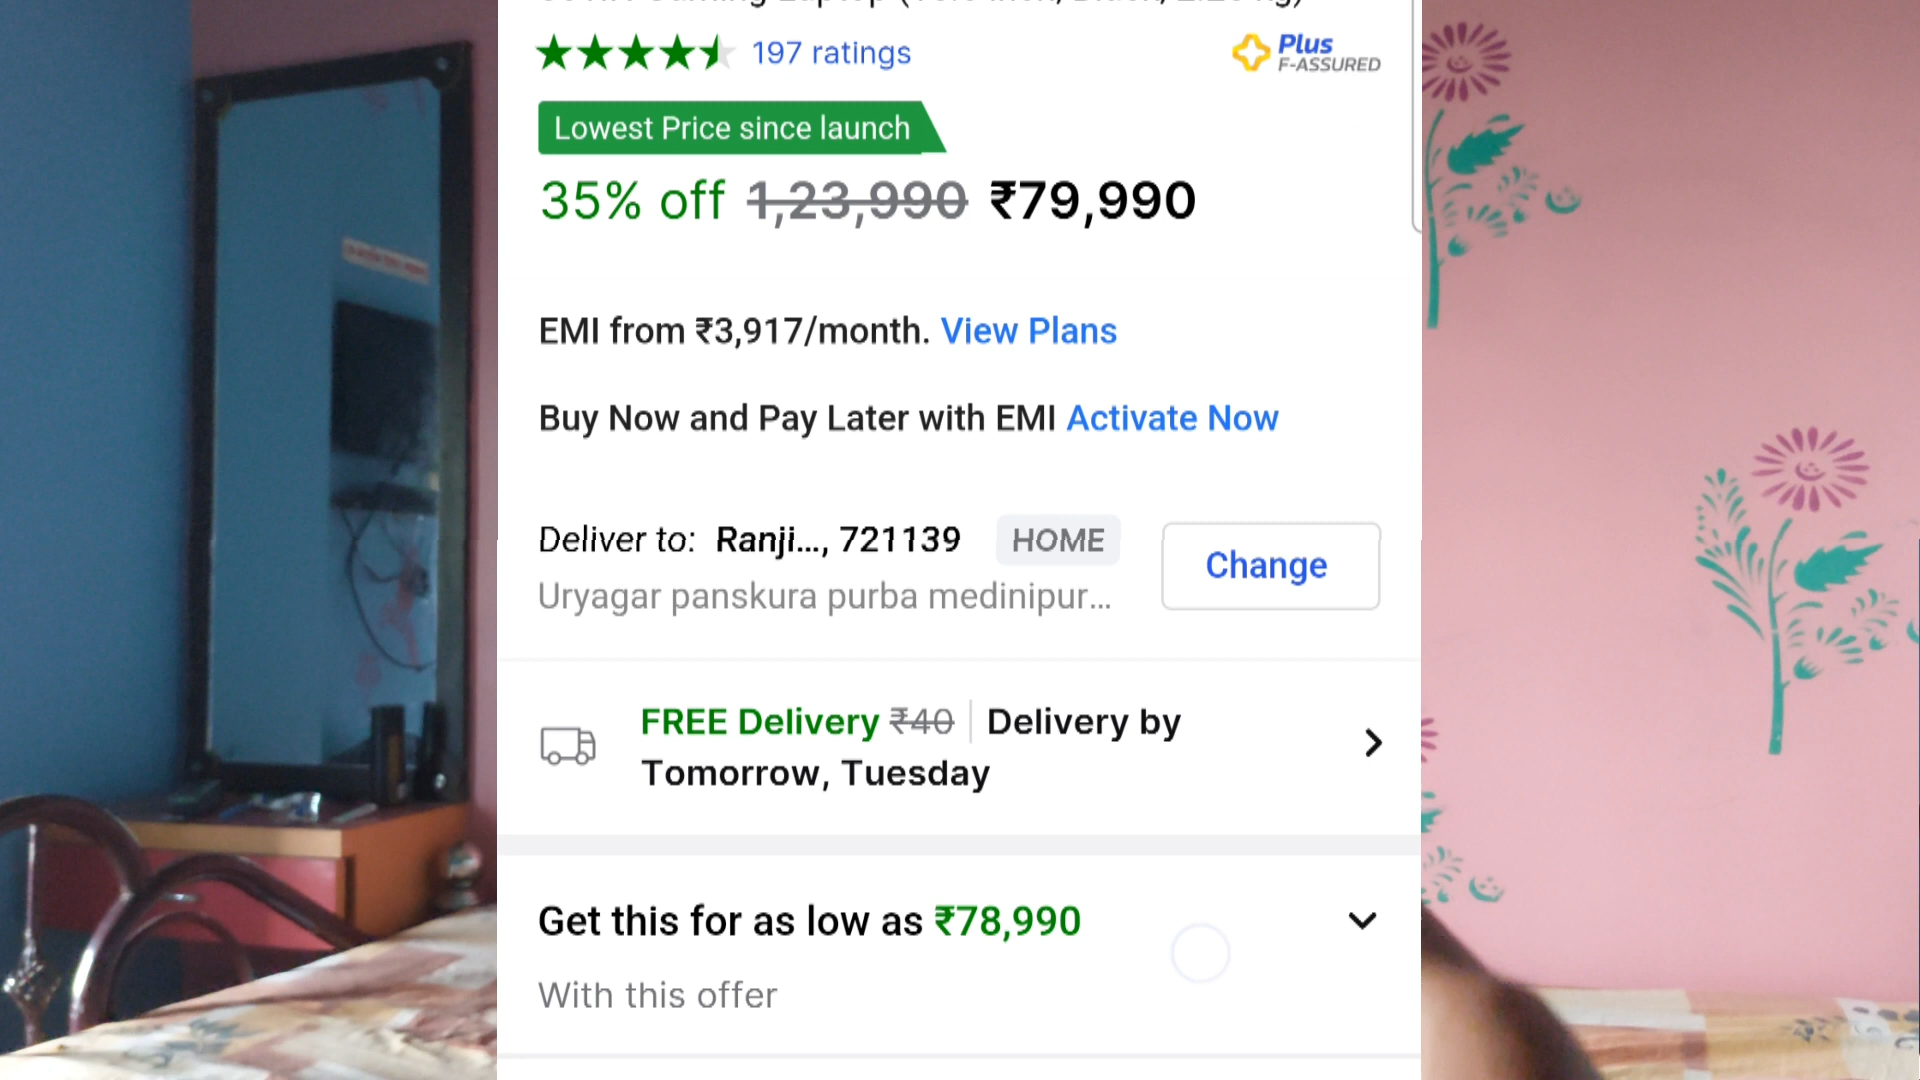 Gaming Laptop
197 ratings
Plus
F-ASSURED
Lowest Price since launch
35% off 1,23,990 ₹79,990
EMI from ₹3,917/month. View Plans
Buy Now and Pay Later with EMI Activate Now
Deliver to: Ranji..., 721139 HOME
Change
Uryagar panskura purba medinipur...
FREE Delivery ₹40 | Delivery by
Tomorrow, Tuesday
Get this for as low as ₹78,990
With this offer